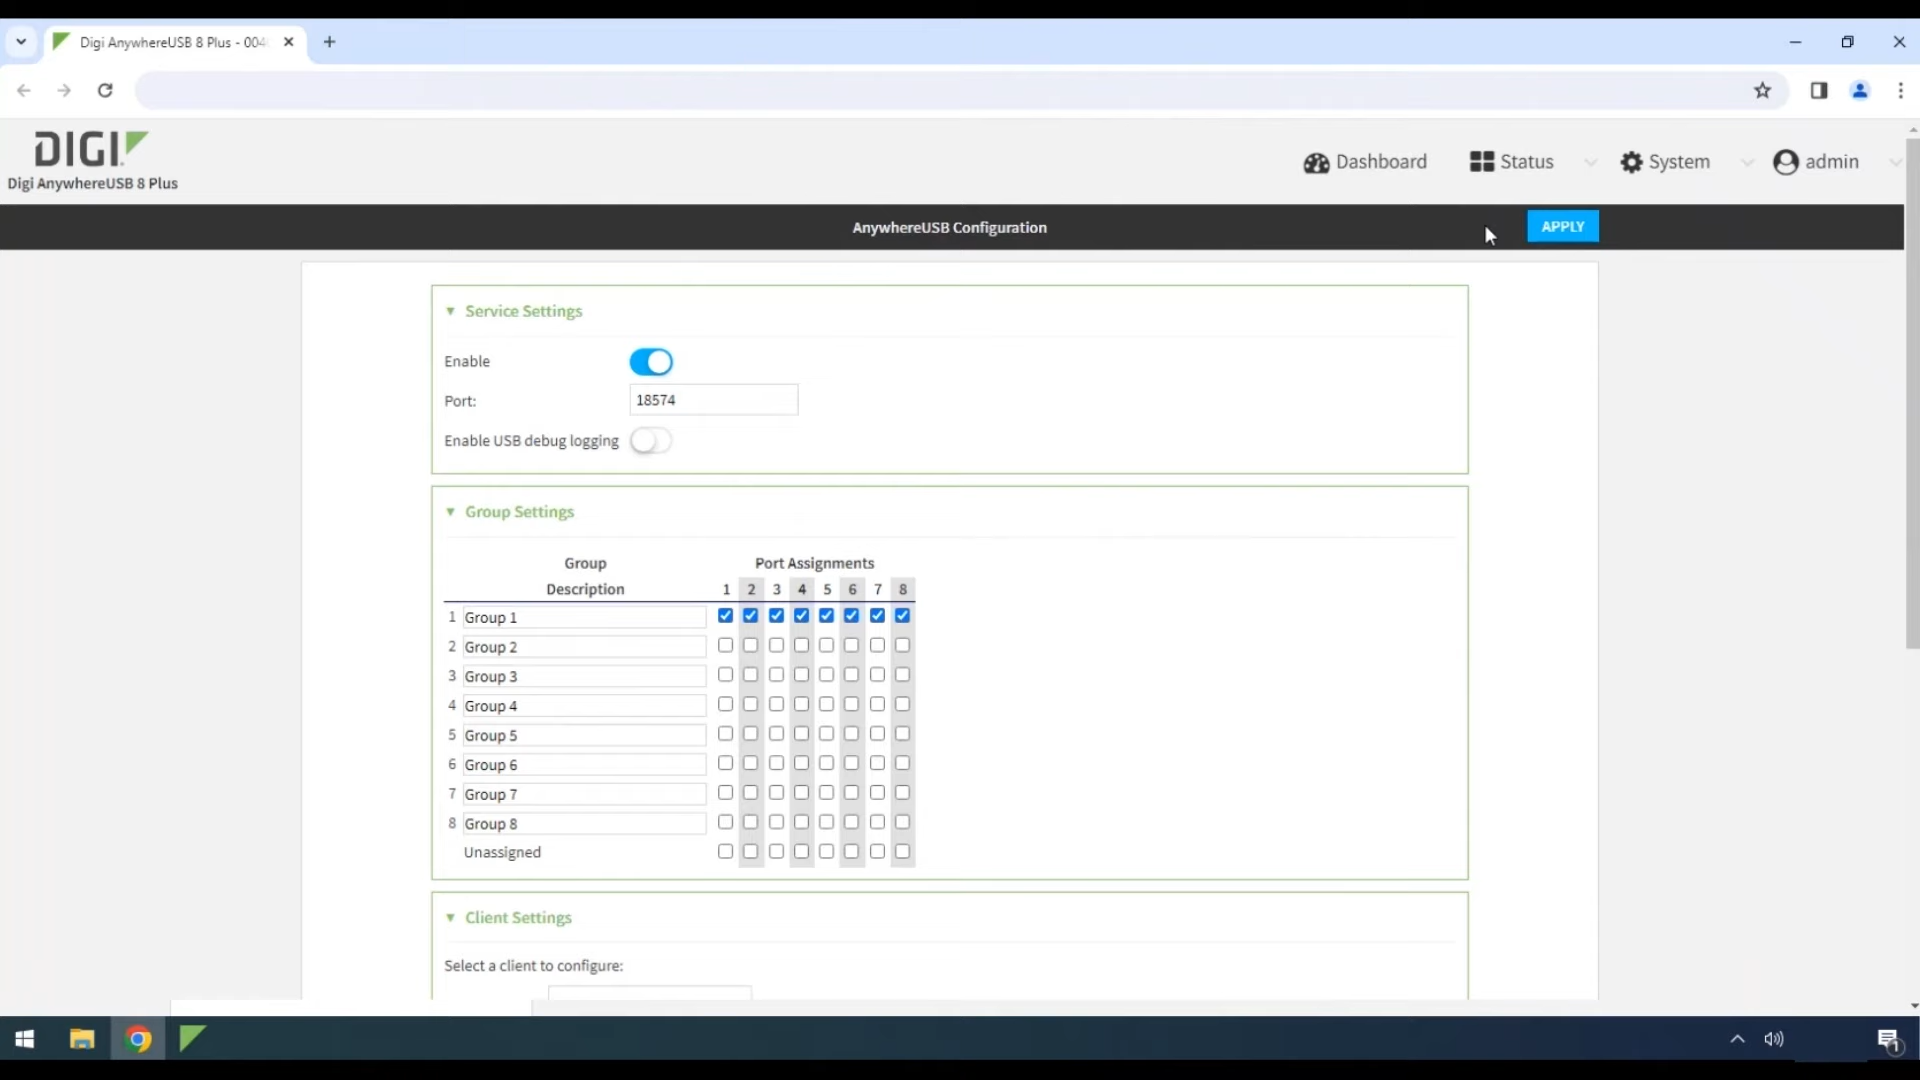 Digi AnywhereUSB 8 Plus - 004
DIGI
Digi AnywhereUSB 8 Plus
Dashboard
Status
System
admin
AnywhereUSB Configuration
APPLY
Service Settings
Enable
Port:
18574
Enable USB debug logging
Group Settings
Group
Port Assignments
Description 1 2 3 4 5 6 7 8
1 Group 1
2 Group 2
3 Group 3
4 Group 4
5 Group 5
6 Group 6
7 Group 7
8 Group 8
Unassigned
Client Settings
Select a client to configure:
1